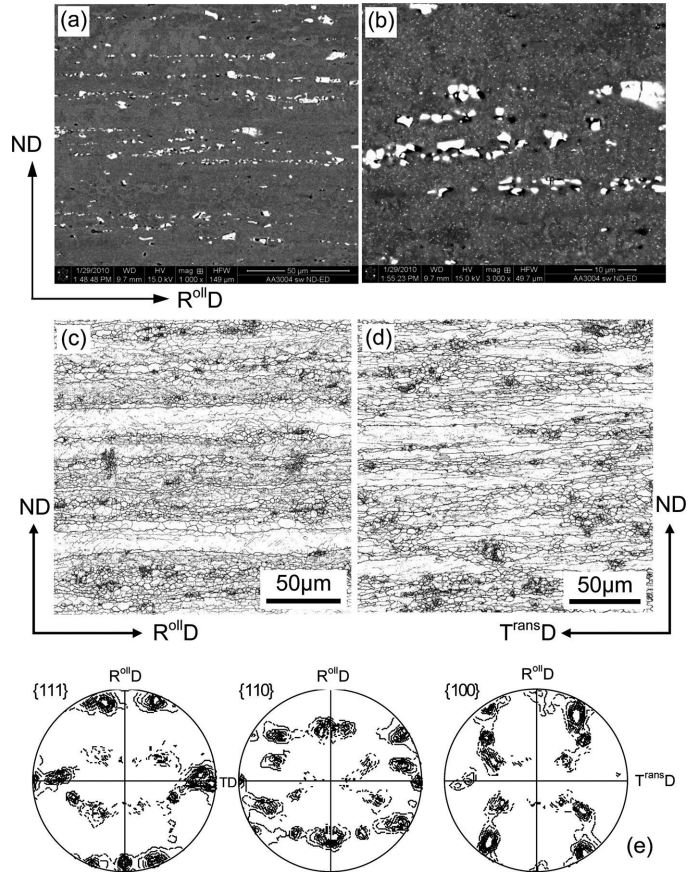 (a)
(b)
ND
RollD
1/29/2010 WD HV mag ⊞ HFW 50 µm
1:48:48 PM 9.7 mm 15.0 kV 1 000 x 149 µm AA3004 sw ND-ED
1/29/2010 WD HV mag ⊞ HFW 10 µm
1:55:23 PM 9.7 mm 15.0 kV 3 000 x 49.7 µm AA3004 sw ND-ED
(c)
(d)
ND
ND
50µm
50µm
RollD
TransD
{111}
RollD
{110}
RollD
{100}
RollD
TD
TransD
(e)